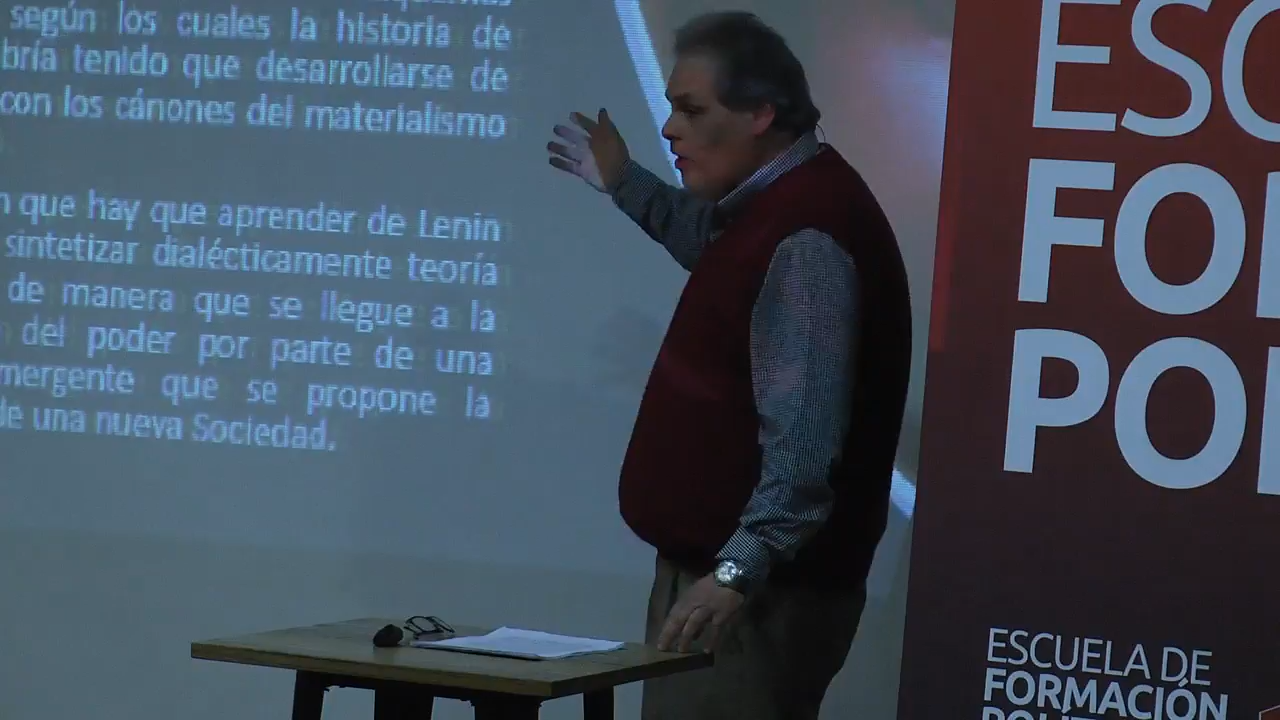 según los cuales la historia de
bría tenido que desarrollarse de
con los cánones del materialismo
que hay que aprender de Lenin
sintetizar dialécticamente teoría
de manera que se llegue a la
del poder por parte de una
mergente que se propone la
de una nueva Sociedad.
ESC
FO
PO
ESCUELA DE
FORMACIÓN